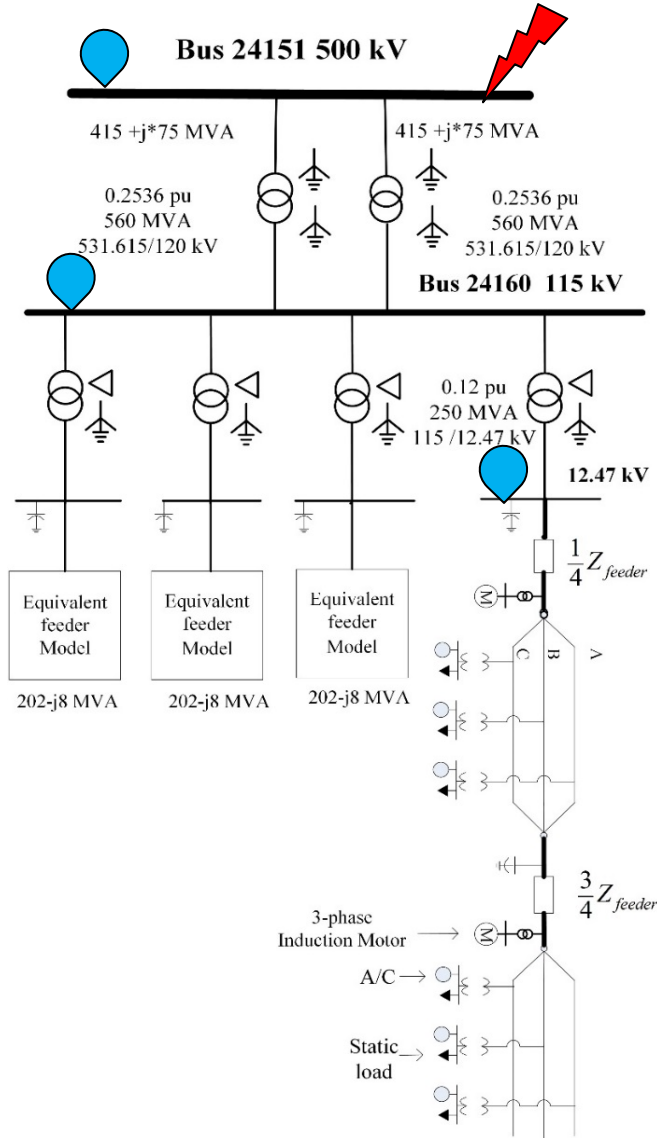 Bus 24151 500 kV
415 +j*75 MVA
415 +j*75 MVA
0.2536 pu
560 MVA
531.615/120 kV
0.2536 pu
560 MVA
531.615/120 kV
Bus 24160 115 kV
0.12 pu
250 MVA
115 /12.47 kV
12.47 kV
Equivalent
feeder
Model
Equivalent
feeder
Model
Equivalent
feeder
Model
202-j8 MVA
202-j8 MVA
202-j8 MVA
1/4 Z feeder
M
C B A
3/4 Z feeder
3-phase
Induction Motor
M
A/C
Static
load